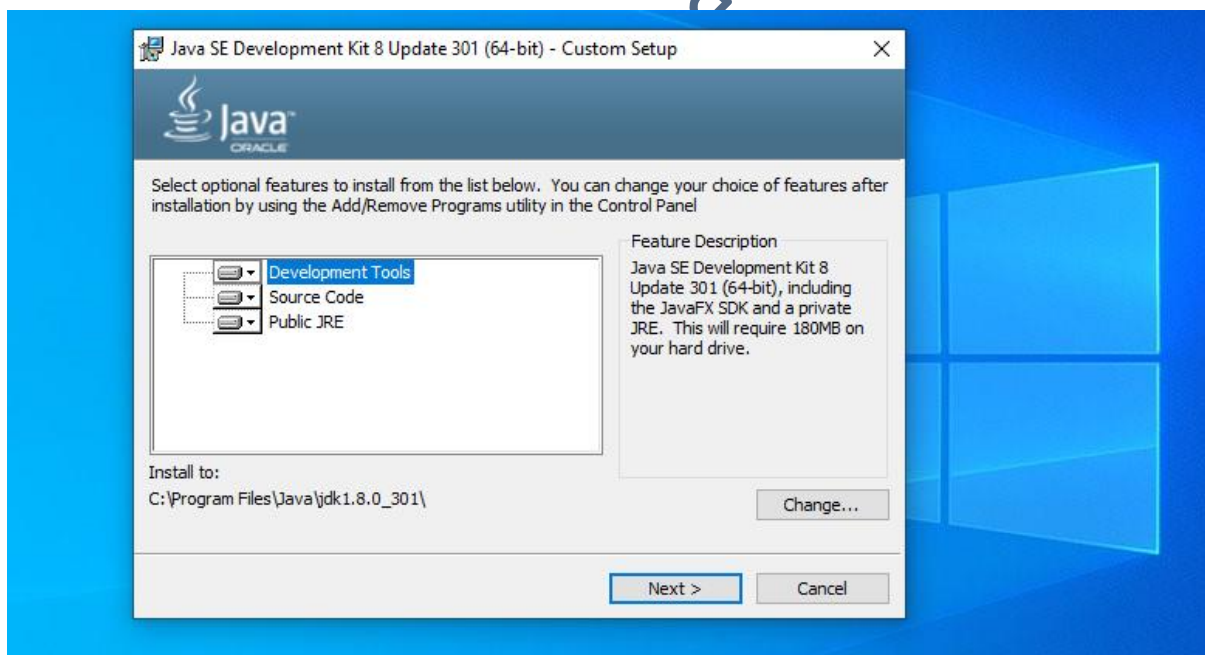 Java SE Development Kit 8 Update 301 (64-bit) - Custom Setup
Java™
ORACLE
Select optional features to install from the list below. You can change your choice of features after
installation by using the Add/Remove Programs utility in the Control Panel
Development Tools
Source Code
Public JRE
Feature Description
Java SE Development Kit 8
Update 301 (64-bit), including
the JavaFX SDK and a private
JRE. This will require 180MB on
your hard drive.
Install to:
C:\Program Files\Java\jdk1.8.0_301\
Change...
Next >
Cancel